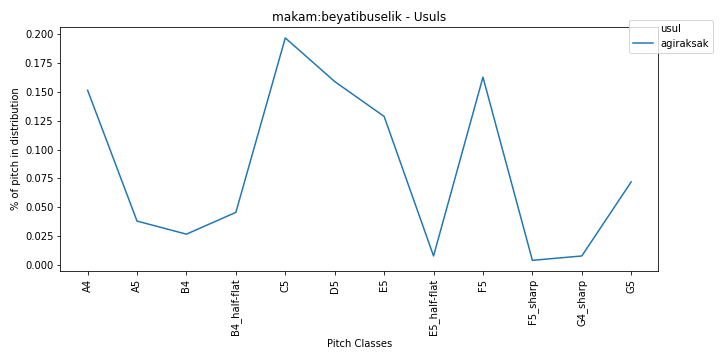 makam:beyatibuselik - Usuls
usul
agiraksak
% of pitch in distribution
0.200
0.175
0.150
0.125
0.100
0.075
0.050
0.025
0.000
A4
A5
B4
B4_half-flat
C5
D5
E5
E5_half-flat
F5
F5_sharp
G4_sharp
G5
Pitch Classes